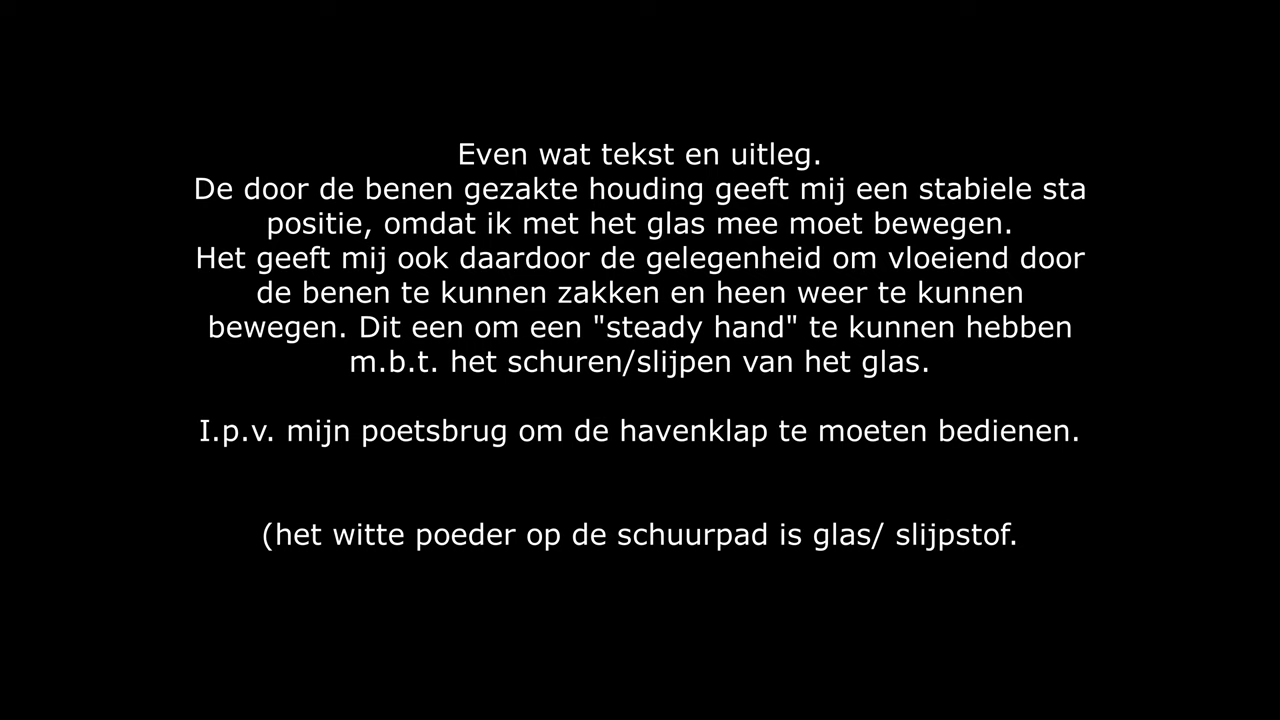 Even wat tekst en uitleg.
De door de benen gezakte houding geeft mij een stabiele sta
positie, omdat ik met het glas mee moet bewegen.
Het geeft mij ook daardoor de gelegenheid om vloeiend door
de benen te kunnen zakken en heen weer te kunnen
bewegen. Dit een om een "steady hand" te kunnen hebben
m.b.t. het schuren/slijpen van het glas.
I.p.v. mijn poetsbrug om de havenklap te moeten bedienen.
(het witte poeder op de schuurpad is glas/ slijpstof.